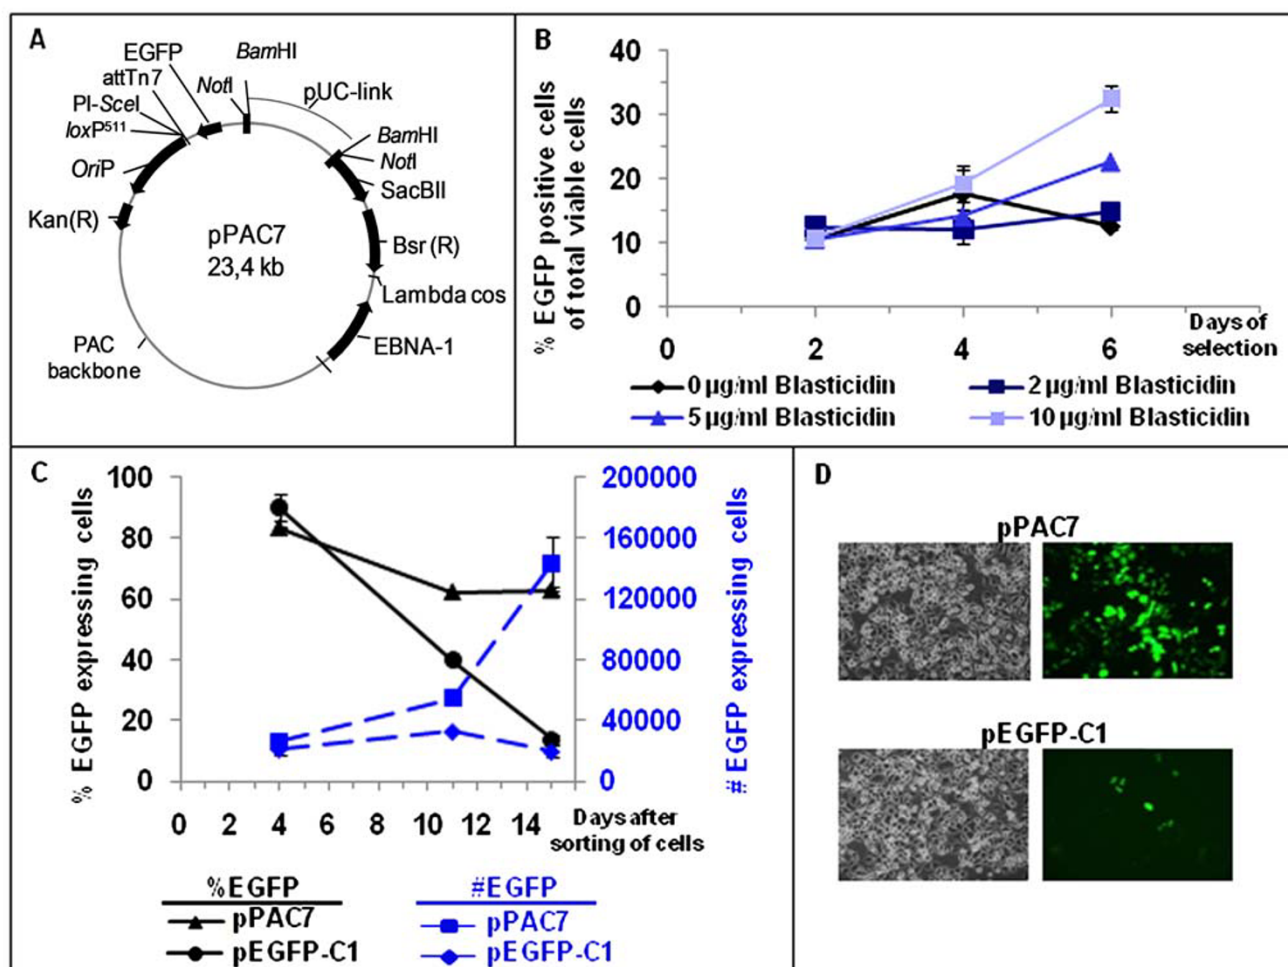 A
EGFP
BamHI
attTn7
NotI
PI-SceI
pUC-link
loxP511
BamHI
NotI
OriP
SacBII
Kan(R)
pPAC7
23,4 kb
Bsr (R)
Lambda cos
PAC
backbone
EBNA-1
B
% EGFP positive cells
of total viable cells
40
30
20
10
0
0 2 4 6
Days of
selection
0 µg/ml Blasticidin
2 µg/ml Blasticidin
5 µg/ml Blasticidin
10 µg/ml Blasticidin
C
% EGFP expressing cells
100
80
60
40
20
0
200000
160000
120000
80000
40000
0
# EGFP expressing cells
0 2 4 6 8 10 12 14
Days after
sorting of cells
%EGFP
pPAC7
pEGFP-C1
#EGFP
pPAC7
pEGFP-C1
D
pPAC7
pEGFP-C1